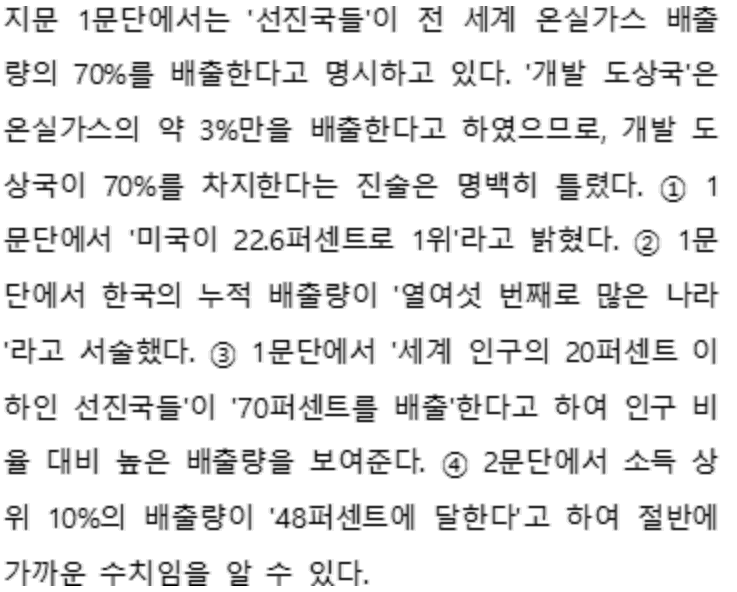 지문 1문단에서는 '선진국들'이 전 세계 온실가스 배출
량의 70%를 배출한다고 명시하고 있다. '개발 도상국'은
온실가스의 약 3%만을 배출한다고 하였으므로, 개발 도
상국이 70%를 차지한다는 진술은 명백히 틀렸다. ① 1
문단에서 '미국이 22.6퍼센트로 1위'라고 밝혔다. ② 1문
단에서 한국의 누적 배출량이 '열여섯 번째로 많은 나라
'라고 서술했다. ③ 1문단에서 '세계 인구의 20퍼센트 이
하인 선진국들'이 '70퍼센트를 배출'한다고 하여 인구 비
율 대비 높은 배출량을 보여준다. ④ 2문단에서 소득 상
위 10%의 배출량이 '48퍼센트에 달한다'고 하여 절반에
가까운 수치임을 알 수 있다.